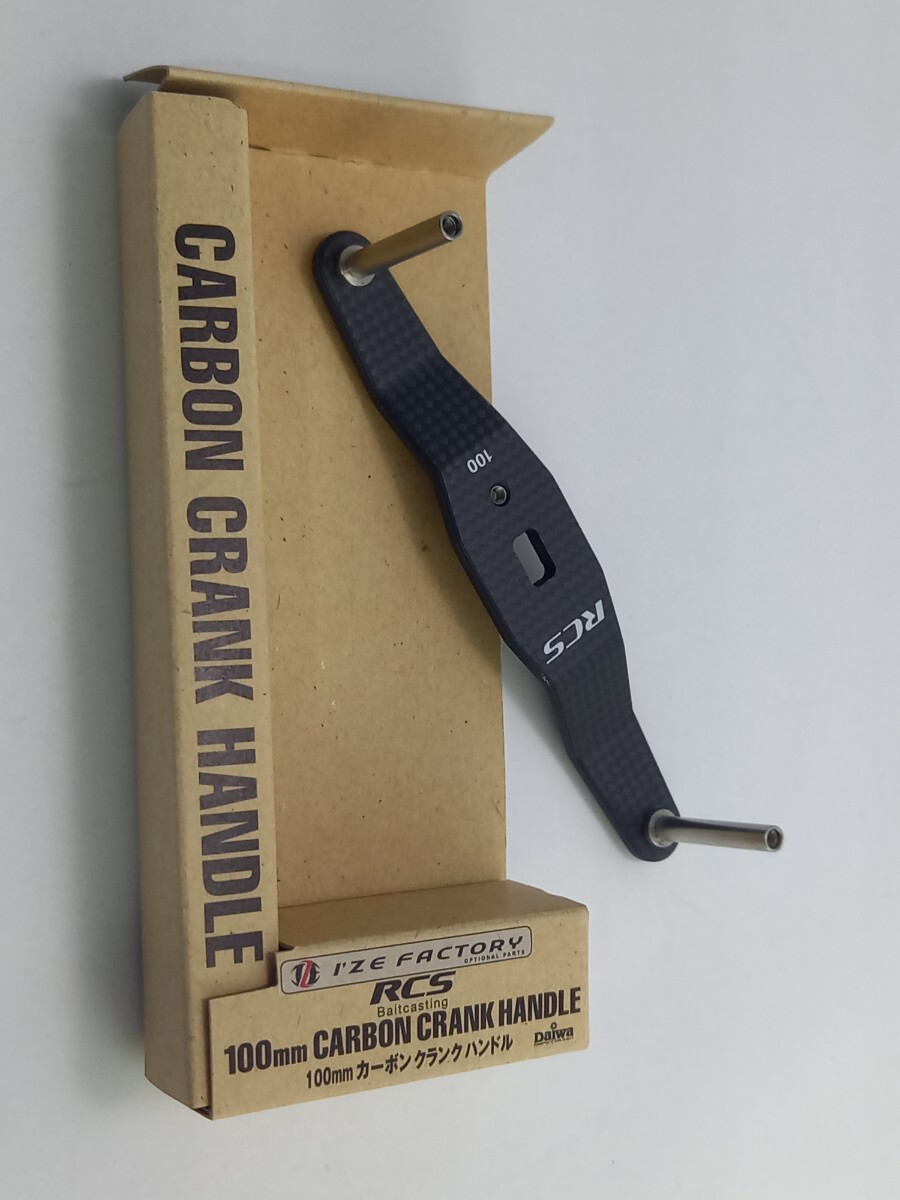 CARBON CRANK HANDLE
100
RCS
I'ZE FACTORY
OPTIONAL PARTS
RCS
Baitcasting
100mm CARBON CRANK HANDLE
100mm カーボン クランク ハンドル
Daiwa